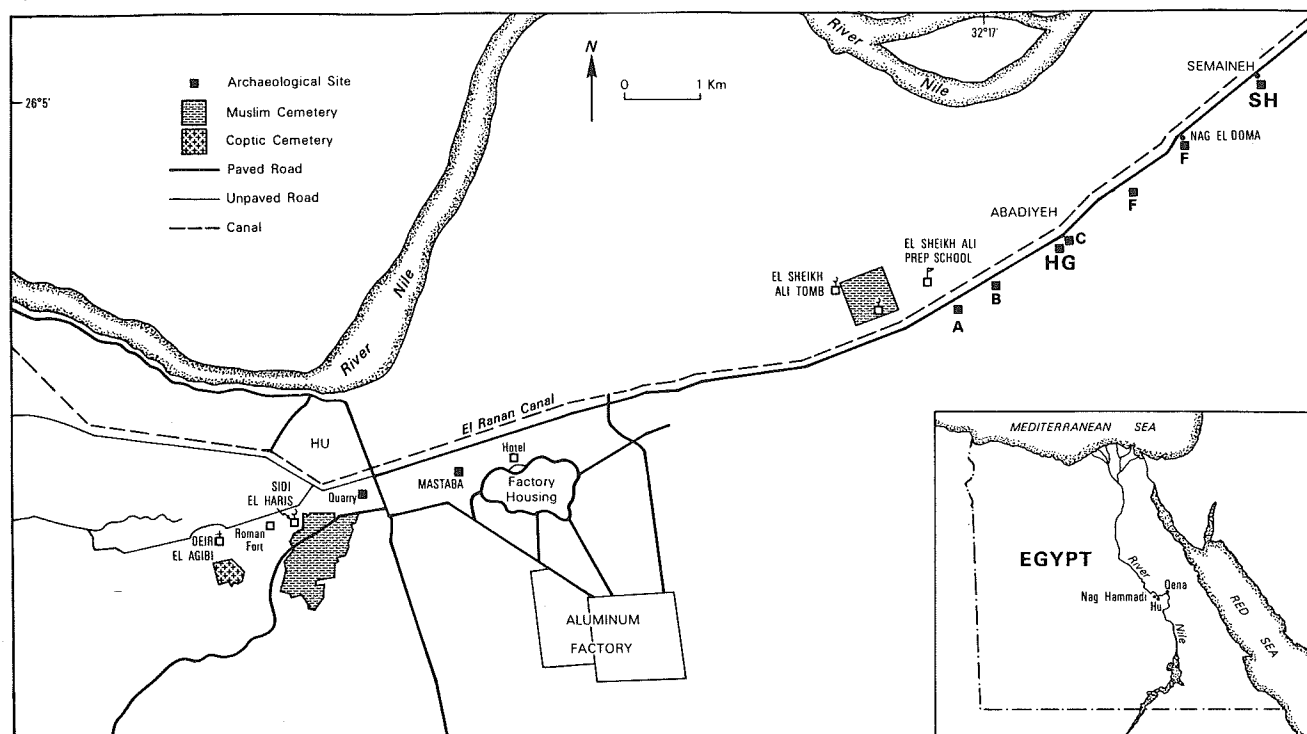 26°5'
Archaeological Site
Muslim Cemetery
Coptic Cemetery
Paved Road
Unpaved Road
Canal
N
0 1 Km
River
Nile
32°17'
SEMAINEH
SH
NAG EL DOMA
F
F
ABADIYEH
C
HG
B
A
EL SHEIKH ALI
PREP SCHOOL
EL SHEIKH
ALI TOMB
Nile
River
El Ranan Canal
HU
Hotel
Factory
Housing
MASTABA
Quarry
SIDI
EL HARIS
Roman
Fort
DEIR
EL AGIBI
ALUMINUM
FACTORY
MEDITERRANEAN SEA
EGYPT
River
Qena
Nag Hammadi
Hu
Nile
RED
SEA